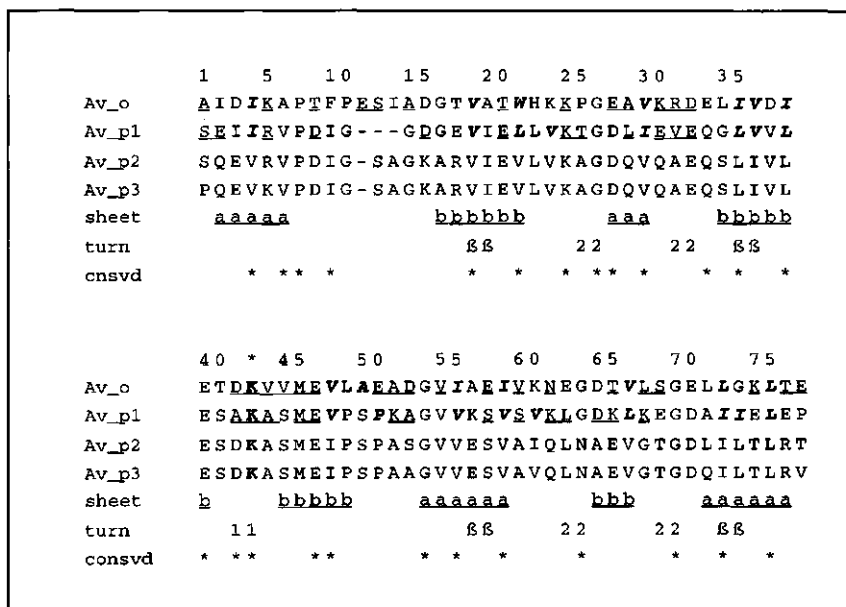 1 5 10 15 20 25 30 35
Av_o AIDIKAPTFPESIADGTVATWHKKPGEAVKRDELIVDI
Av_p1 SEIIRVPDIG---GDGEVIELLVKTGDLIEVEQGLVVL
Av_p2 SQEVRVPDIG-SAGKARVIEVLVKAGDQVQAEQSLIVL
Av_p3 PQEVKVPDIG-SAGKARVIEVLVKAGDQVQAEQSLIVL
sheet aaaaa bbbbbb aaa bbbbb
turn ßß 22 22 ßß
cnsvd * ** * * * * ** * * * *
40 * 45 50 55 60 65 70 75
Av_o ETDKVVMEVLAEADGVIAEIVKNEGDTVLSGELLGKLTE
Av_p1 ESAKASMEVPSPKAGVVKSVSVKLGDKLKEGDAIIELEP
Av_p2 ESDKASMEIPSPASGVVESVAIQLNAEVGTGDLILTLRT
Av_p3 ESDKASMEIPSPAAGVVESVAVQLNAEVGTGDQILTLRV
sheet b bbbbb aaaaaa bbb aaaaaa
turn 11 ßß 22 22 ßß
consvd * ** ** * * * * * * *